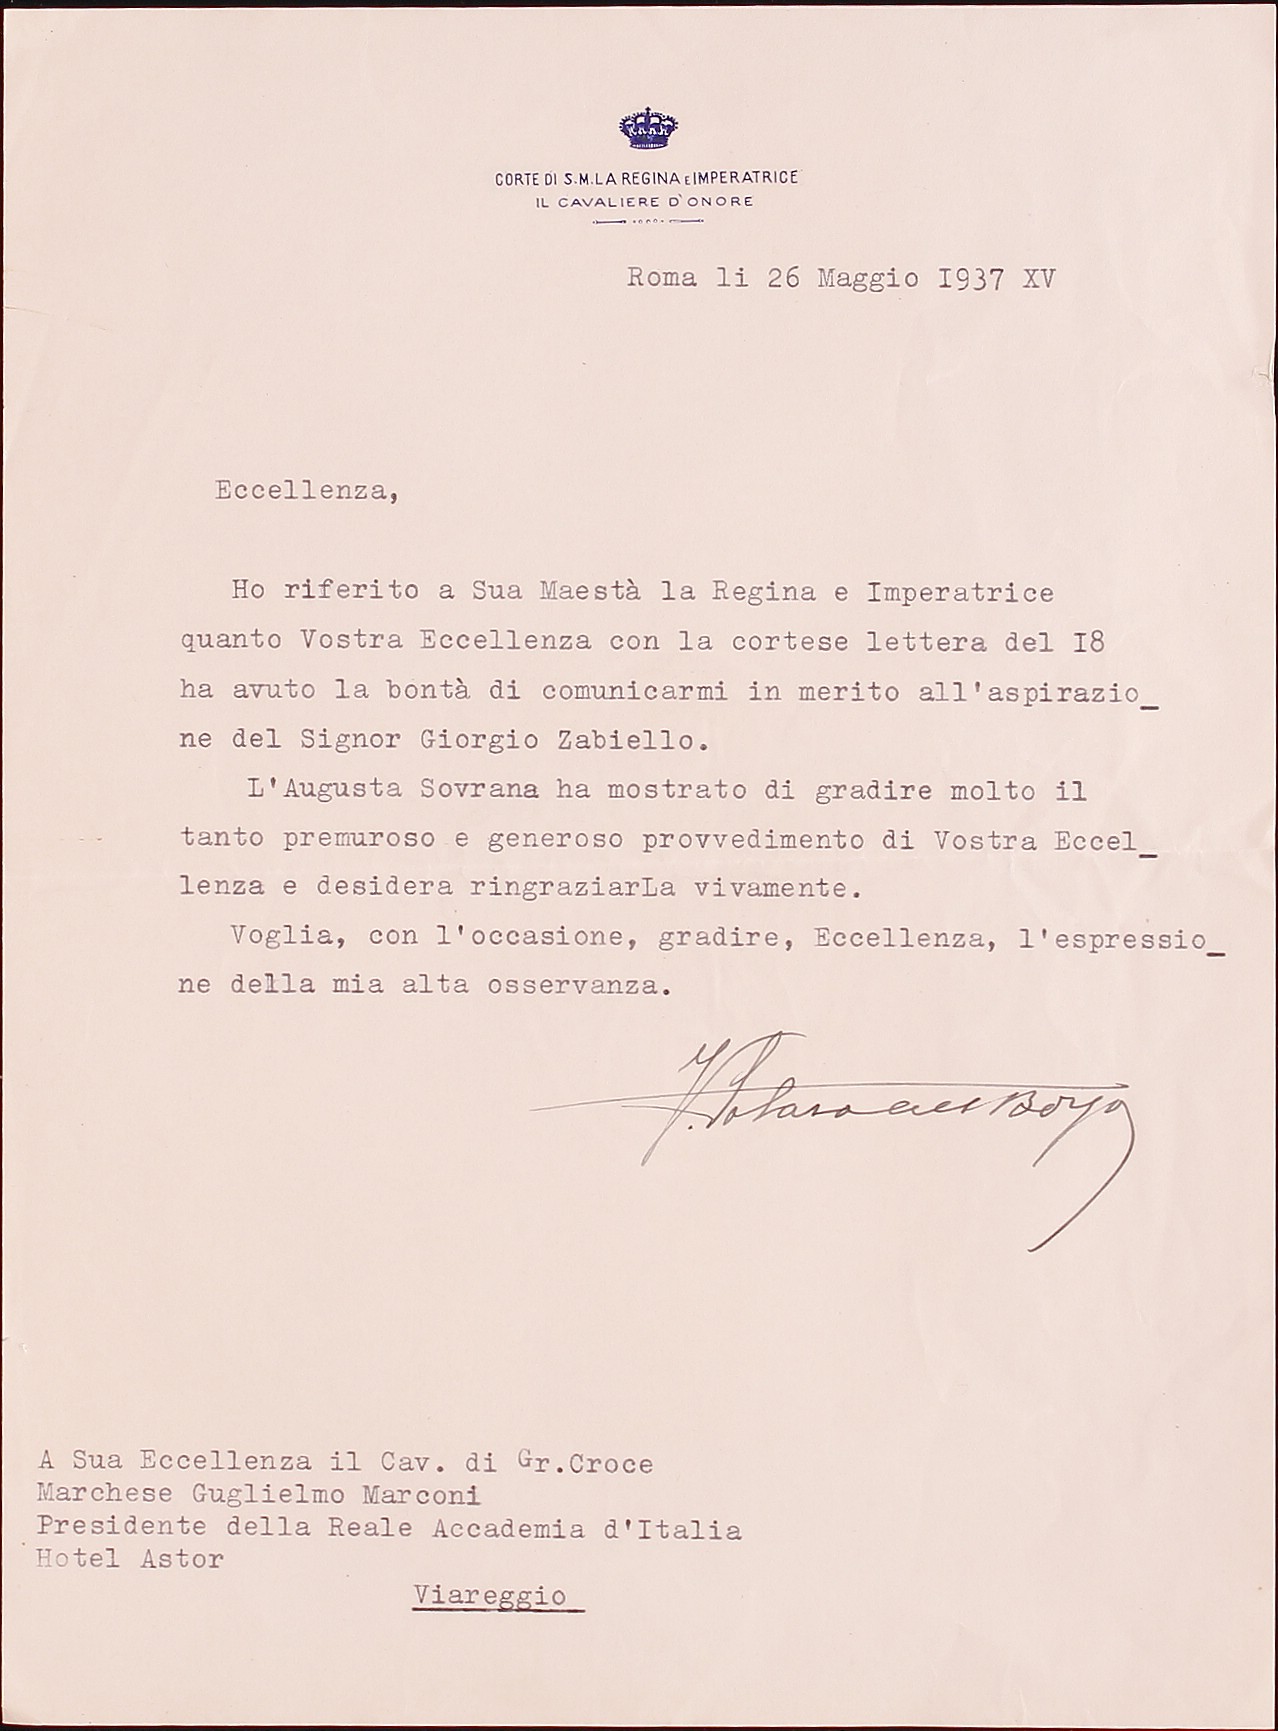 CORTE DI S.M. LA REGINA E IMPERATRICE
IL CAVALIERE D'ONORE
Roma li 26 Maggio I937 XV
Eccellenza,
Ho riferito a Sua Maestà la Regina e Imperatrice
quanto Vostra Eccellenza con la cortese lettera del I8
ha avuto la bontà di comunicarmi in merito all'aspirazio_
ne del Signor Giorgio Zabiello.
L'Augusta Sovrana ha mostrato di gradire molto il
tanto premuroso e generoso provvedimento di Vostra Eccel_
lenza e desidera ringraziarLa vivamente.
Voglia, con l'occasione, gradire, Eccellenza, l'espressio_
ne della mia alta osservanza.
Solaro del Borgo
A Sua Eccellenza il Cav. di Gr.Croce
Marchese Guglielmo Marconi
Presidente della Reale Accademia d'Italia
Hotel Astor
Viareggio